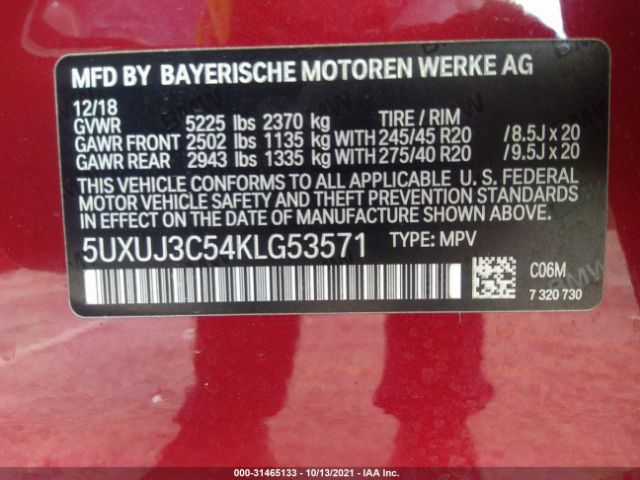 MFD BY BAYERISCHE MOTOREN WERKE AG
12/18
GVWR 5225 lbs 2370 kg TIRE / RIM
GAWR FRONT 2502 lbs 1135 kg WITH 245/45 R20 /8.5J x 20
GAWR REAR 2943 lbs 1335 kg WITH 275/40 R20 /9.5J x 20
THIS VEHICLE CONFORMS TO ALL APPLICABLE U. S. FEDERAL
MOTOR VEHICLE SAFETY AND THEFT PREVENTION STANDARDS
IN EFFECT ON THE DATE OF MANUFACTURE SHOWN ABOVE.
5UXUJ3C54KLG53571 TYPE: MPV
C06M
7 320 730
000-31465133 - 10/13/2021 - IAA Inc.